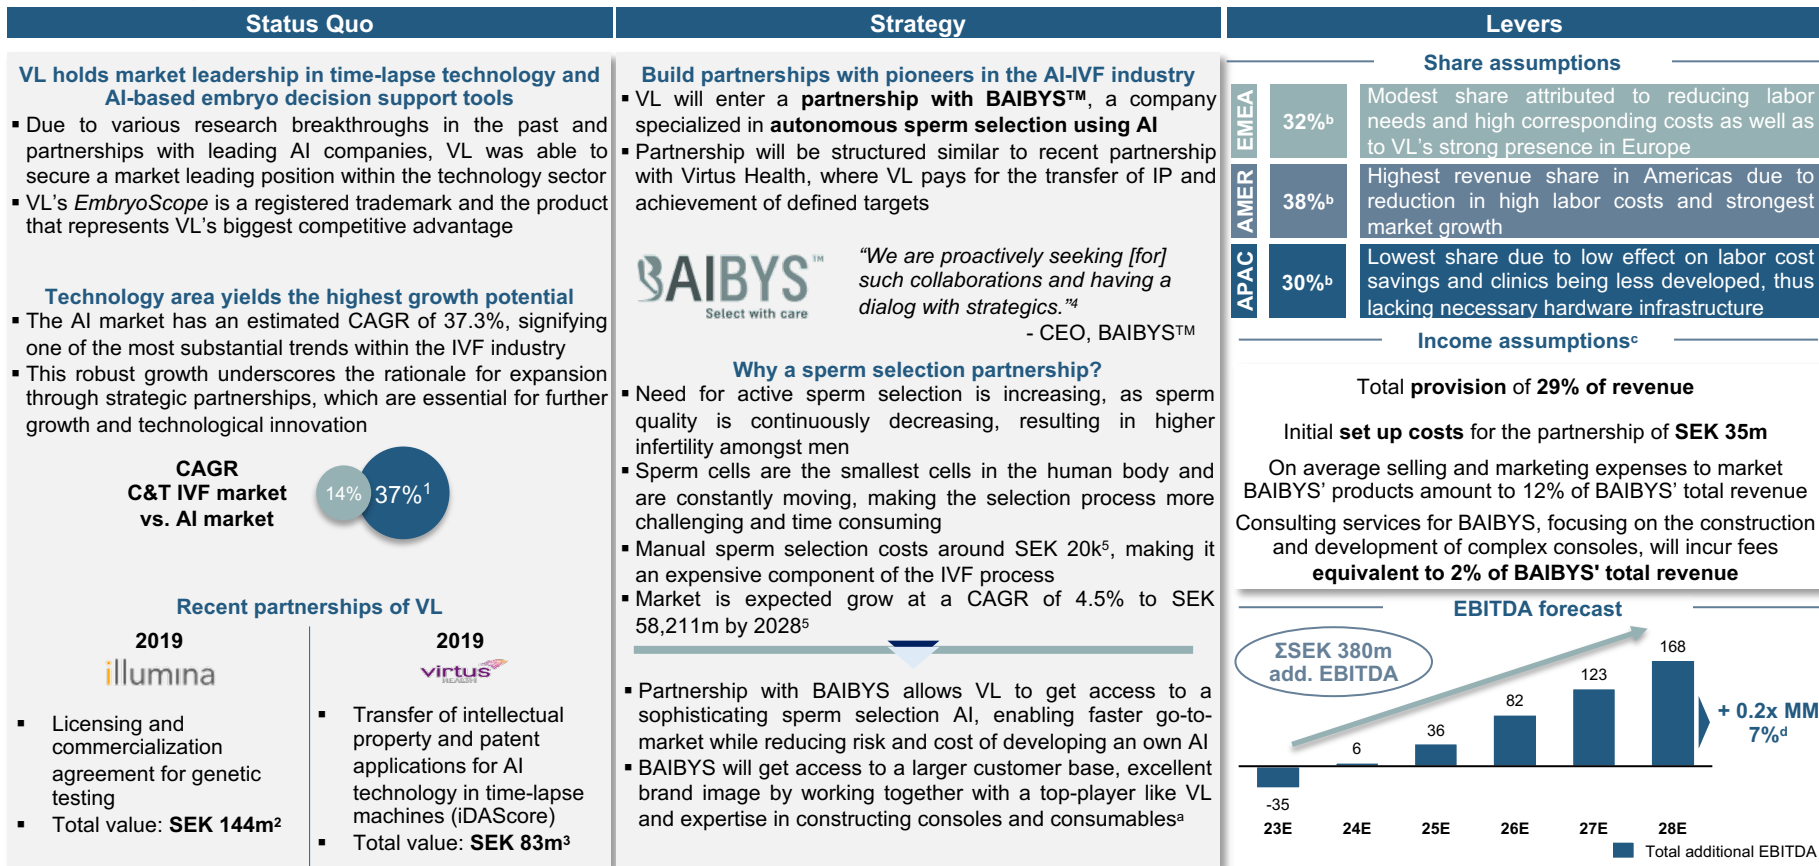 Status Quo
VL holds market leadership in time-lapse technology and
AI-based embryo decision support tools
▪ Due to various research breakthroughs in the past and
partnerships with leading AI companies, VL was able to
secure a market leading position within the technology sector
▪ VL's EmbryoScope is a registered trademark and the product
that represents VL's biggest competitive advantage
Technology area yields the highest growth potential
▪ The AI market has an estimated CAGR of 37.3%, signifying
one of the most substantial trends within the IVF industry
▪ This robust growth underscores the rationale for expansion
through strategic partnerships, which are essential for further
growth and technological innovation
CAGR
C&T IVF market
vs. AI market
14%
37%¹
Recent partnerships of VL
2019
illumina
▪ Licensing and
commercialization
agreement for genetic
testing
▪ Total value: SEK 144m²
2019
virtus
HEALTH
▪ Transfer of intellectual
property and patent
applications for AI
technology in time-lapse
machines (iDAScore)
▪ Total value: SEK 83m³
Strategy
Build partnerships with pioneers in the AI-IVF industry
▪ VL will enter a partnership with BAIBYS™, a company
specialized in autonomous sperm selection using AI
▪ Partnership will be structured similar to recent partnership
with Virtus Health, where VL pays for the transfer of IP and
achievement of defined targets
BAIBYS™
Select with care
“We are proactively seeking [for]
such collaborations and having a
dialog with strategics.”⁴
- CEO, BAIBYS™
Why a sperm selection partnership?
▪ Need for active sperm selection is increasing, as sperm
quality is continuously decreasing, resulting in higher
infertility amongst men
▪ Sperm cells are the smallest cells in the human body and
are constantly moving, making the selection process more
challenging and time consuming
▪ Manual sperm selection costs around SEK 20k⁵, making it
an expensive component of the IVF process
▪ Market is expected grow at a CAGR of 4.5% to SEK
58,211m by 2028⁵
▪ Partnership with BAIBYS allows VL to get access to a
sophisticating sperm selection AI, enabling faster go-to-
market while reducing risk and cost of developing an own AI
▪ BAIBYS will get access to a larger customer base, excellent
brand image by working together with a top-player like VL
and expertise in constructing consoles and consumablesᵃ
Levers
Share assumptions
EMEA
32%ᵇ
Modest share attributed to reducing labor
needs and high corresponding costs as well as
to VL's strong presence in Europe
AMER
38%ᵇ
Highest revenue share in Americas due to
reduction in high labor costs and strongest
market growth
APAC
30%ᵇ
Lowest share due to low effect on labor cost
savings and clinics being less developed, thus
lacking necessary hardware infrastructure
Income assumptionsᶜ
Total provision of 29% of revenue
Initial set up costs for the partnership of SEK 35m
On average selling and marketing expenses to market
BAIBYS' products amount to 12% of BAIBYS' total revenue
Consulting services for BAIBYS, focusing on the construction
and development of complex consoles, will incur fees
equivalent to 2% of BAIBYS' total revenue
EBITDA forecast
ΣSEK 380m
add. EBITDA
-35
6
36
82
123
168
+ 0.2x MM
7%ᵈ
23E
24E
25E
26E
27E
28E
Total additional EBITDA